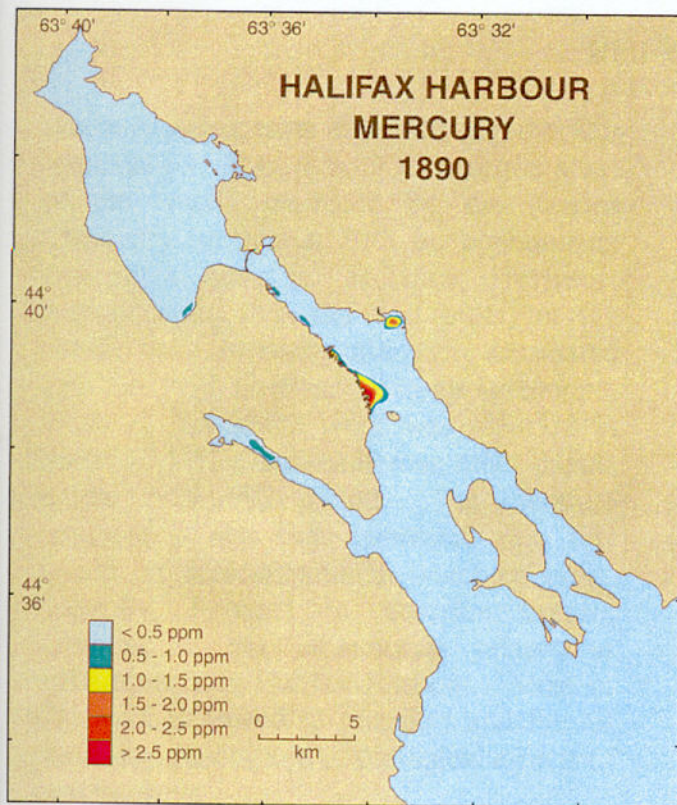 63° 40'
63° 36'
63° 32'
HALIFAX HARBOUR
MERCURY
1890
44°
40'
44°
36'
< 0.5 ppm
0.5 - 1.0 ppm
1.0 - 1.5 ppm
1.5 - 2.0 ppm
2.0 - 2.5 ppm
> 2.5 ppm
0 5
km